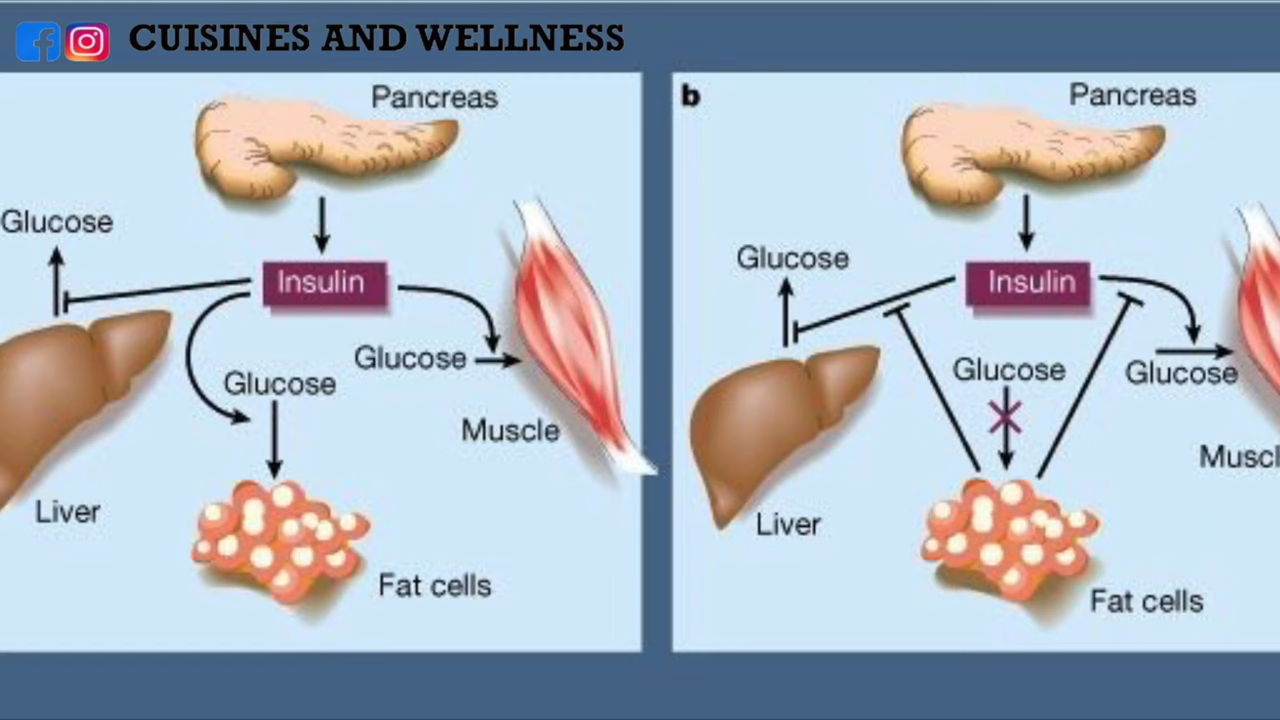 CUISINES AND WELLNESS
Pancreas
Glucose
Insulin
Glucose
Glucose
Muscle
Liver
Fat cells
b
Pancreas
Glucose
Insulin
Glucose
Glucose
Muscl
Liver
Fat cells